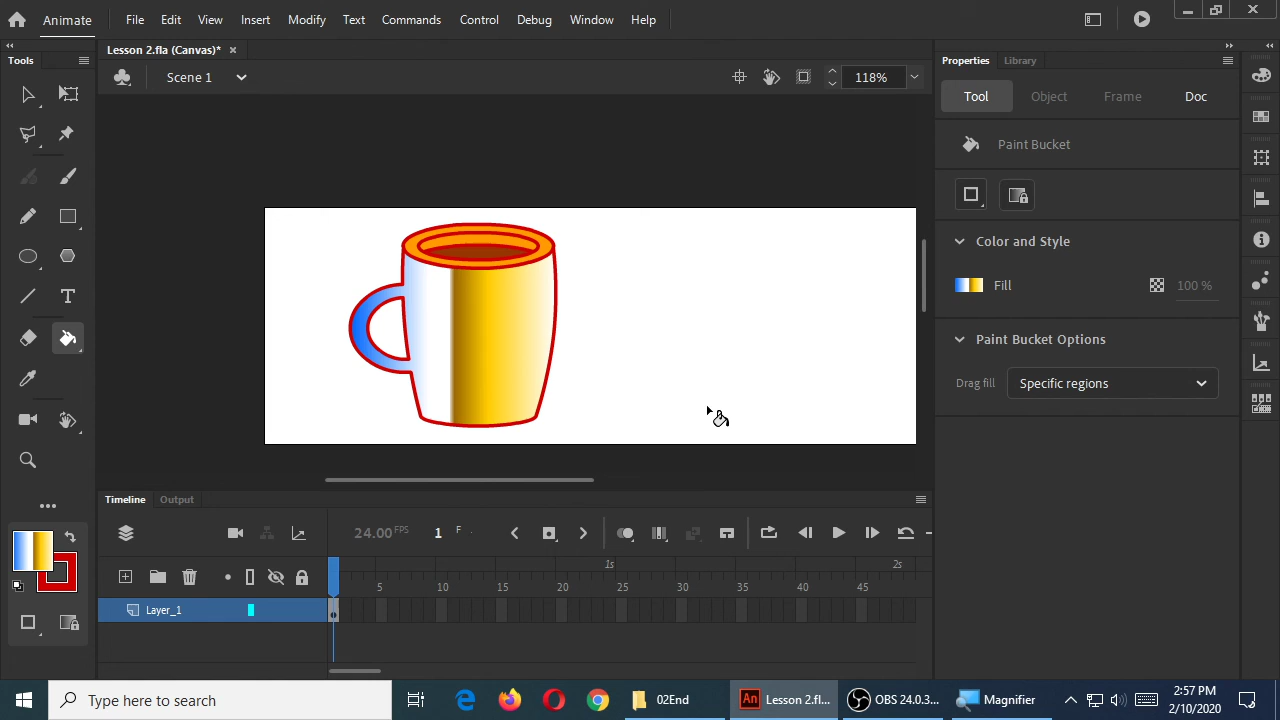 Animate File Edit View Insert Modify Text Commands Control Debug Window Help
Lesson 2.fla (Canvas)*
Tools
Scene 1
118%
Properties Library
Tool Object Frame Doc
Paint Bucket
Color and Style
Fill 100 %
Paint Bucket Options
Drag fill Specific regions
Timeline Output
24.00 FPS 1 F
1s 2s
5 10 15 20 25 30 35 40 45
Layer_1
Type here to search
02End
An Lesson 2.fl...
OBS 24.0.3...
Magnifier
2:57 PM
2/10/2020